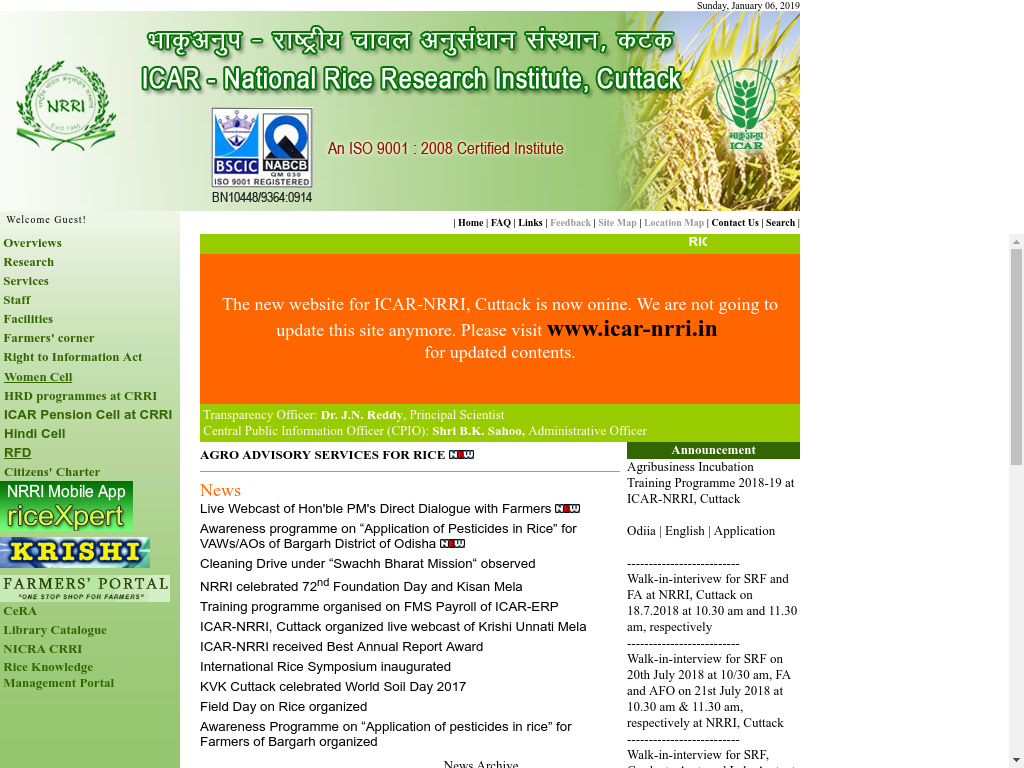 Sunday, January 06, 2019
भाकृअनुप - राष्ट्रीय चावल अनुसंधान संस्थान, कटक
ICAR - National Rice Research Institute, Cuttack
NRRI
BSCIC
NABCB
QM 030
ISO 9001 REGISTERED
BN10448/9364:0914
An ISO 9001 : 2008 Certified Institute
भाकृअनुप
ICAR
Welcome Guest!
| Home | FAQ | Links | Feedback | Site Map | Location Map | Contact Us | Search |
Overviews
Research
Services
Staff
Facilities
Farmers' corner
Right to Information Act
Women Cell
HRD programmes at CRRI
ICAR Pension Cell at CRRI
Hindi Cell
RFD
Citizens' Charter
NRRI Mobile App
riceXpert
KRISHI
FARMERS' PORTAL
"ONE STOP SHOP FOR FARMERS"
CeRA
Library Catalogue
NICRA CRRI
Rice Knowledge
Management Portal
The new website for ICAR-NRRI, Cuttack is now onine. We are not going to
update this site anymore. Please visit www.icar-nrri.in
for updated contents.
Transparency Officer: Dr. J.N. Reddy, Principal Scientist
Central Public Information Officer (CPIO): Shri B.K. Sahoo, Administrative Officer
AGRO ADVISORY SERVICES FOR RICE NEW
News
Live Webcast of Hon'ble PM's Direct Dialogue with Farmers NEW
Awareness programme on “Application of Pesticides in Rice” for
VAWs/AOs of Bargarh District of Odisha NEW
Cleaning Drive under “Swachh Bharat Mission“ observed
NRRI celebrated 72nd Foundation Day and Kisan Mela
Training programme organised on FMS Payroll of ICAR-ERP
ICAR-NRRI, Cuttack organized live webcast of Krishi Unnati Mela
ICAR-NRRI received Best Annual Report Award
International Rice Symposium inaugurated
KVK Cuttack celebrated World Soil Day 2017
Field Day on Rice organized
Awareness Programme on “Application of pesticides in rice” for
Farmers of Bargarh organized
News Archive
Announcement
Agribusiness Incubation
Training Programme 2018-19 at
ICAR-NRRI, Cuttack
Odiia | English | Application
--------------------------
Walk-in-interivew for SRF and
FA at NRRI, Cuttack on
18.7.2018 at 10.30 am and 11.30
am, respectively
--------------------------
Walk-in-interview for SRF on
20th July 2018 at 10/30 am, FA
and AFO on 21st July 2018 at
10.30 am & 11.30 am,
respectively at NRRI, Cuttack
--------------------------
Walk-in-interview for SRF,